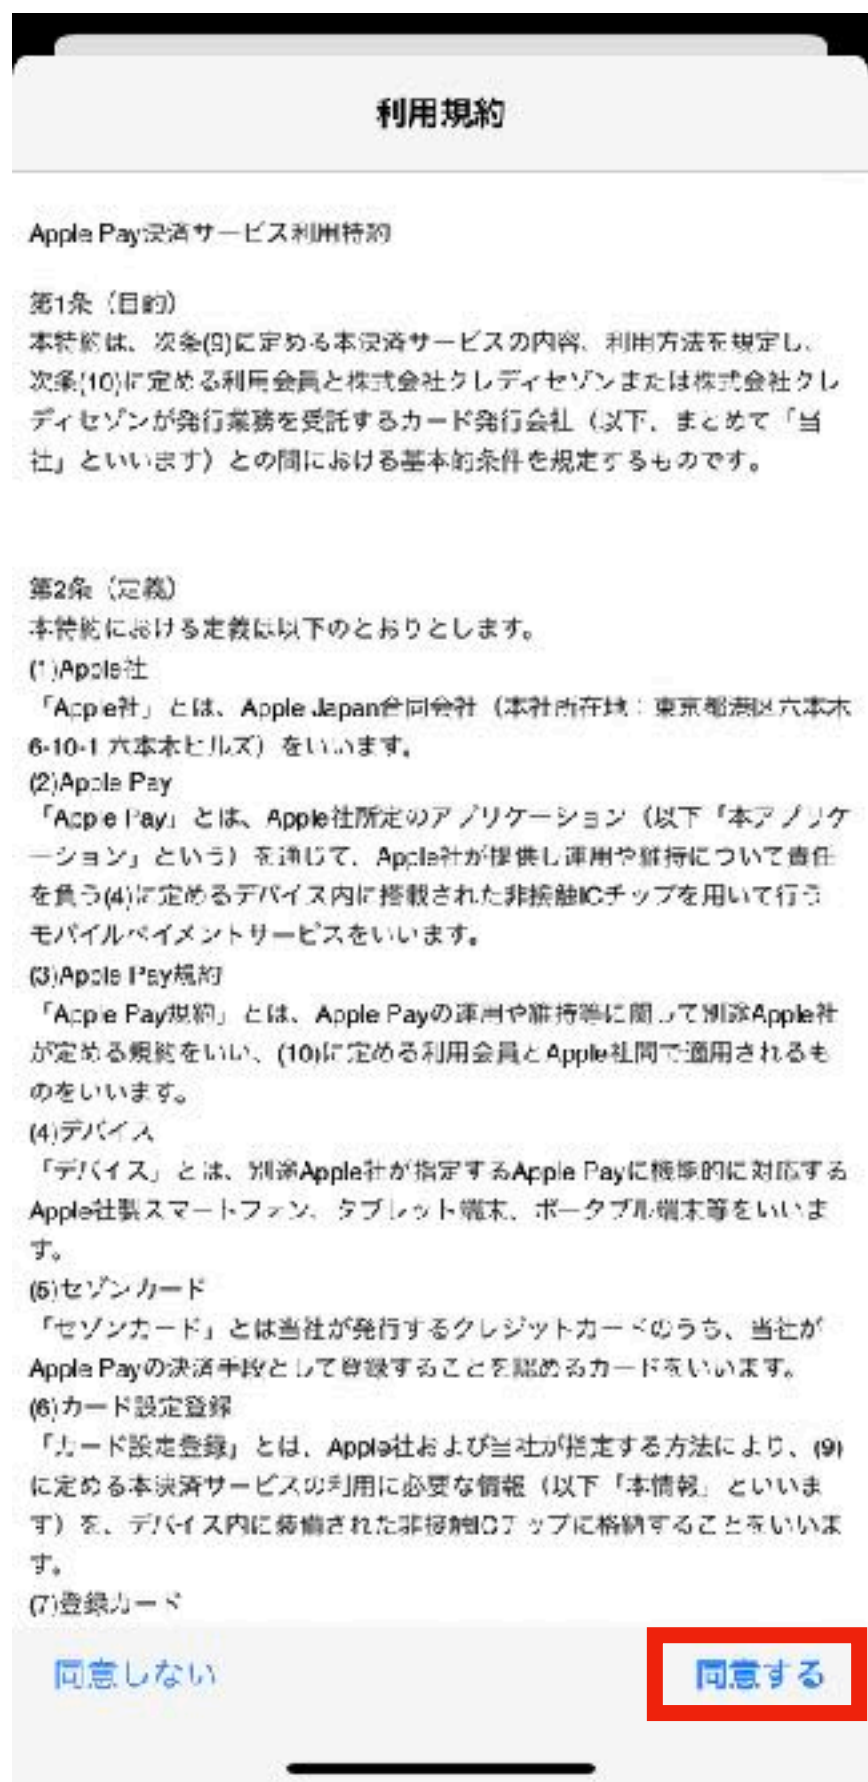 利用規約
Apple Pay決済サービス利用特約
第1条（目的）
本特約は、次条(9)に定める本決済サービスの内容、利用方法を規定し、
次条(10)に定める利用会員と株式会社クレディセゾンまたは株式会社クレ
ディセゾンが発行業務を受託するカード発行会社（以下、まとめて「当
社」といいます）との間における基本的条件を規定するものです。
第2条（定義）
本特約における定義は以下のとおりとします。
(1)Apple社
「Apple社」とは、Apple Japan合同会社（本社所在地：東京都港区六本木
6-10-1 六本木ヒルズ）をいいます。
(2)Apple Pay
「Apple Pay」とは、Apple社所定のアプリケーション（以下「本アプリケ
ーション」という）を通じて、Apple社が提供し運用や維持について責任
を負う(4)に定めるデバイス内に搭載された非接触ICチップを用いて行う
モバイルペイメントサービスをいいます。
(3)Apple Pay規約
「Apple Pay規約」とは、Apple Payの運用や維持等に関して別途Apple社
が定める規約をいい、(10)に定める利用会員とApple社間で適用されるも
のをいいます。
(4)デバイス
「デバイス」とは、別途Apple社が指定するApple Payに機能的に対応する
Apple社製スマートフォン、タブレット端末、ポータブル端末等をいいま
す。
(5)セゾンカード
「セゾンカード」とは当社が発行するクレジットカードのうち、当社が
Apple Payの決済手段として登録することを認めるカードをいいます。
(6)カード設定登録
「カード設定登録」とは、Apple社および当社が指定する方法により、(9)
に定める本決済サービスの利用に必要な情報（以下「本情報」といいま
す）を、デバイス内に装備された非接触ICチップに格納することをいいま
す。
(7)登録カード
同意しない
同意する